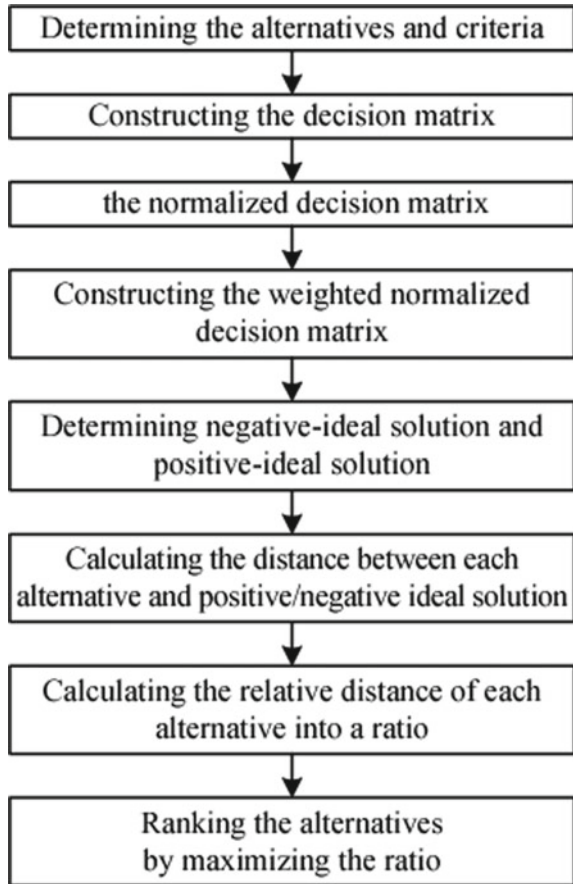 Determining the alternatives and criteria
Constructing the decision matrix
the normalized decision matrix
Constructing the weighted normalized
decision matrix
Determining negative-ideal solution and
positive-ideal solution
Calculating the distance between each
alternative and positive/negative ideal solution
Calculating the relative distance of each
alternative into a ratio
Ranking the alternatives
by maximizing the ratio